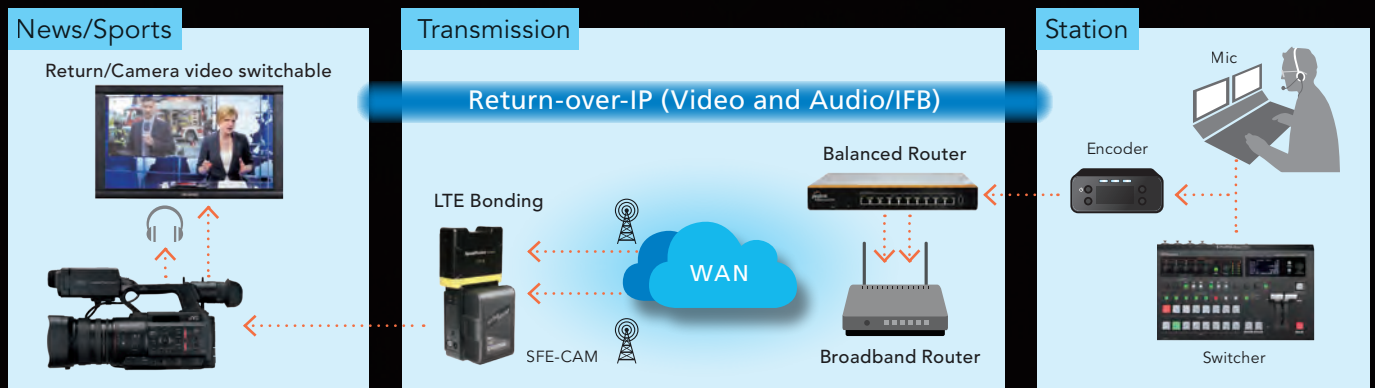 News/Sports
Return/Camera video switchable
Transmission
Return-over-IP (Video and Audio/IFB)
LTE Bonding
SFE-CAM
WAN
Balanced Router
Broadband Router
Station
Mic
Encoder
Switcher
JVC